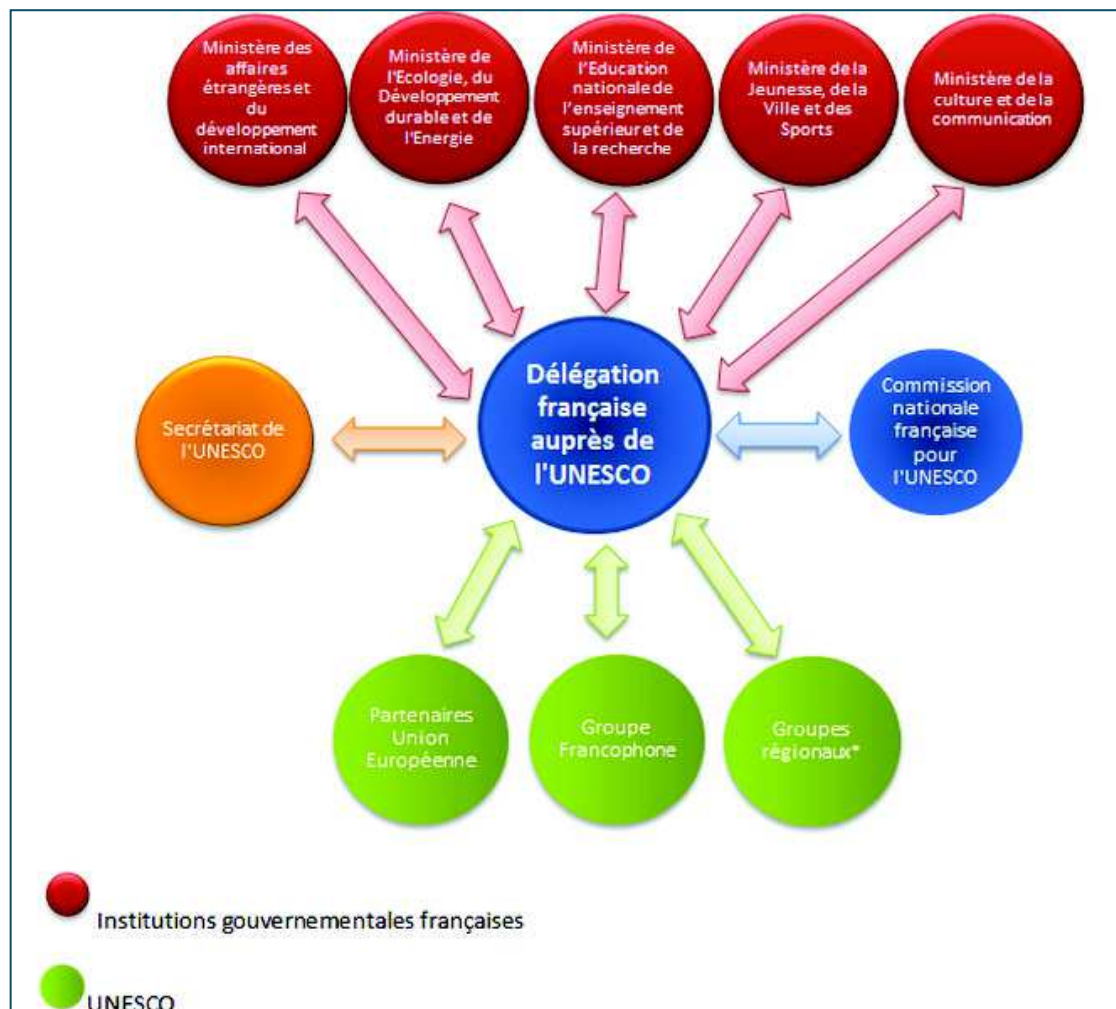 Ministère des
affaires
étrangères et
du
développement
international
Ministère de
l'Ecologie, du
Développement
durable et de
l'Energie
Ministère de
l'Education
nationale de
l'enseignement
supérieur et de
la recherche
Ministère de la
Jeunesse, de la
Ville et des
Sports
Ministère de la
culture et de la
communication
Secrétariat de
l'UNESCO
Délégation
française
auprès de
l'UNESCO
Commission
nationale
française
pour
l'UNESCO
Partenaires
Union
Européenne
Groupe
Francophone
Groupes
régionaux*
Institutions gouvernementales françaises
UNESCO